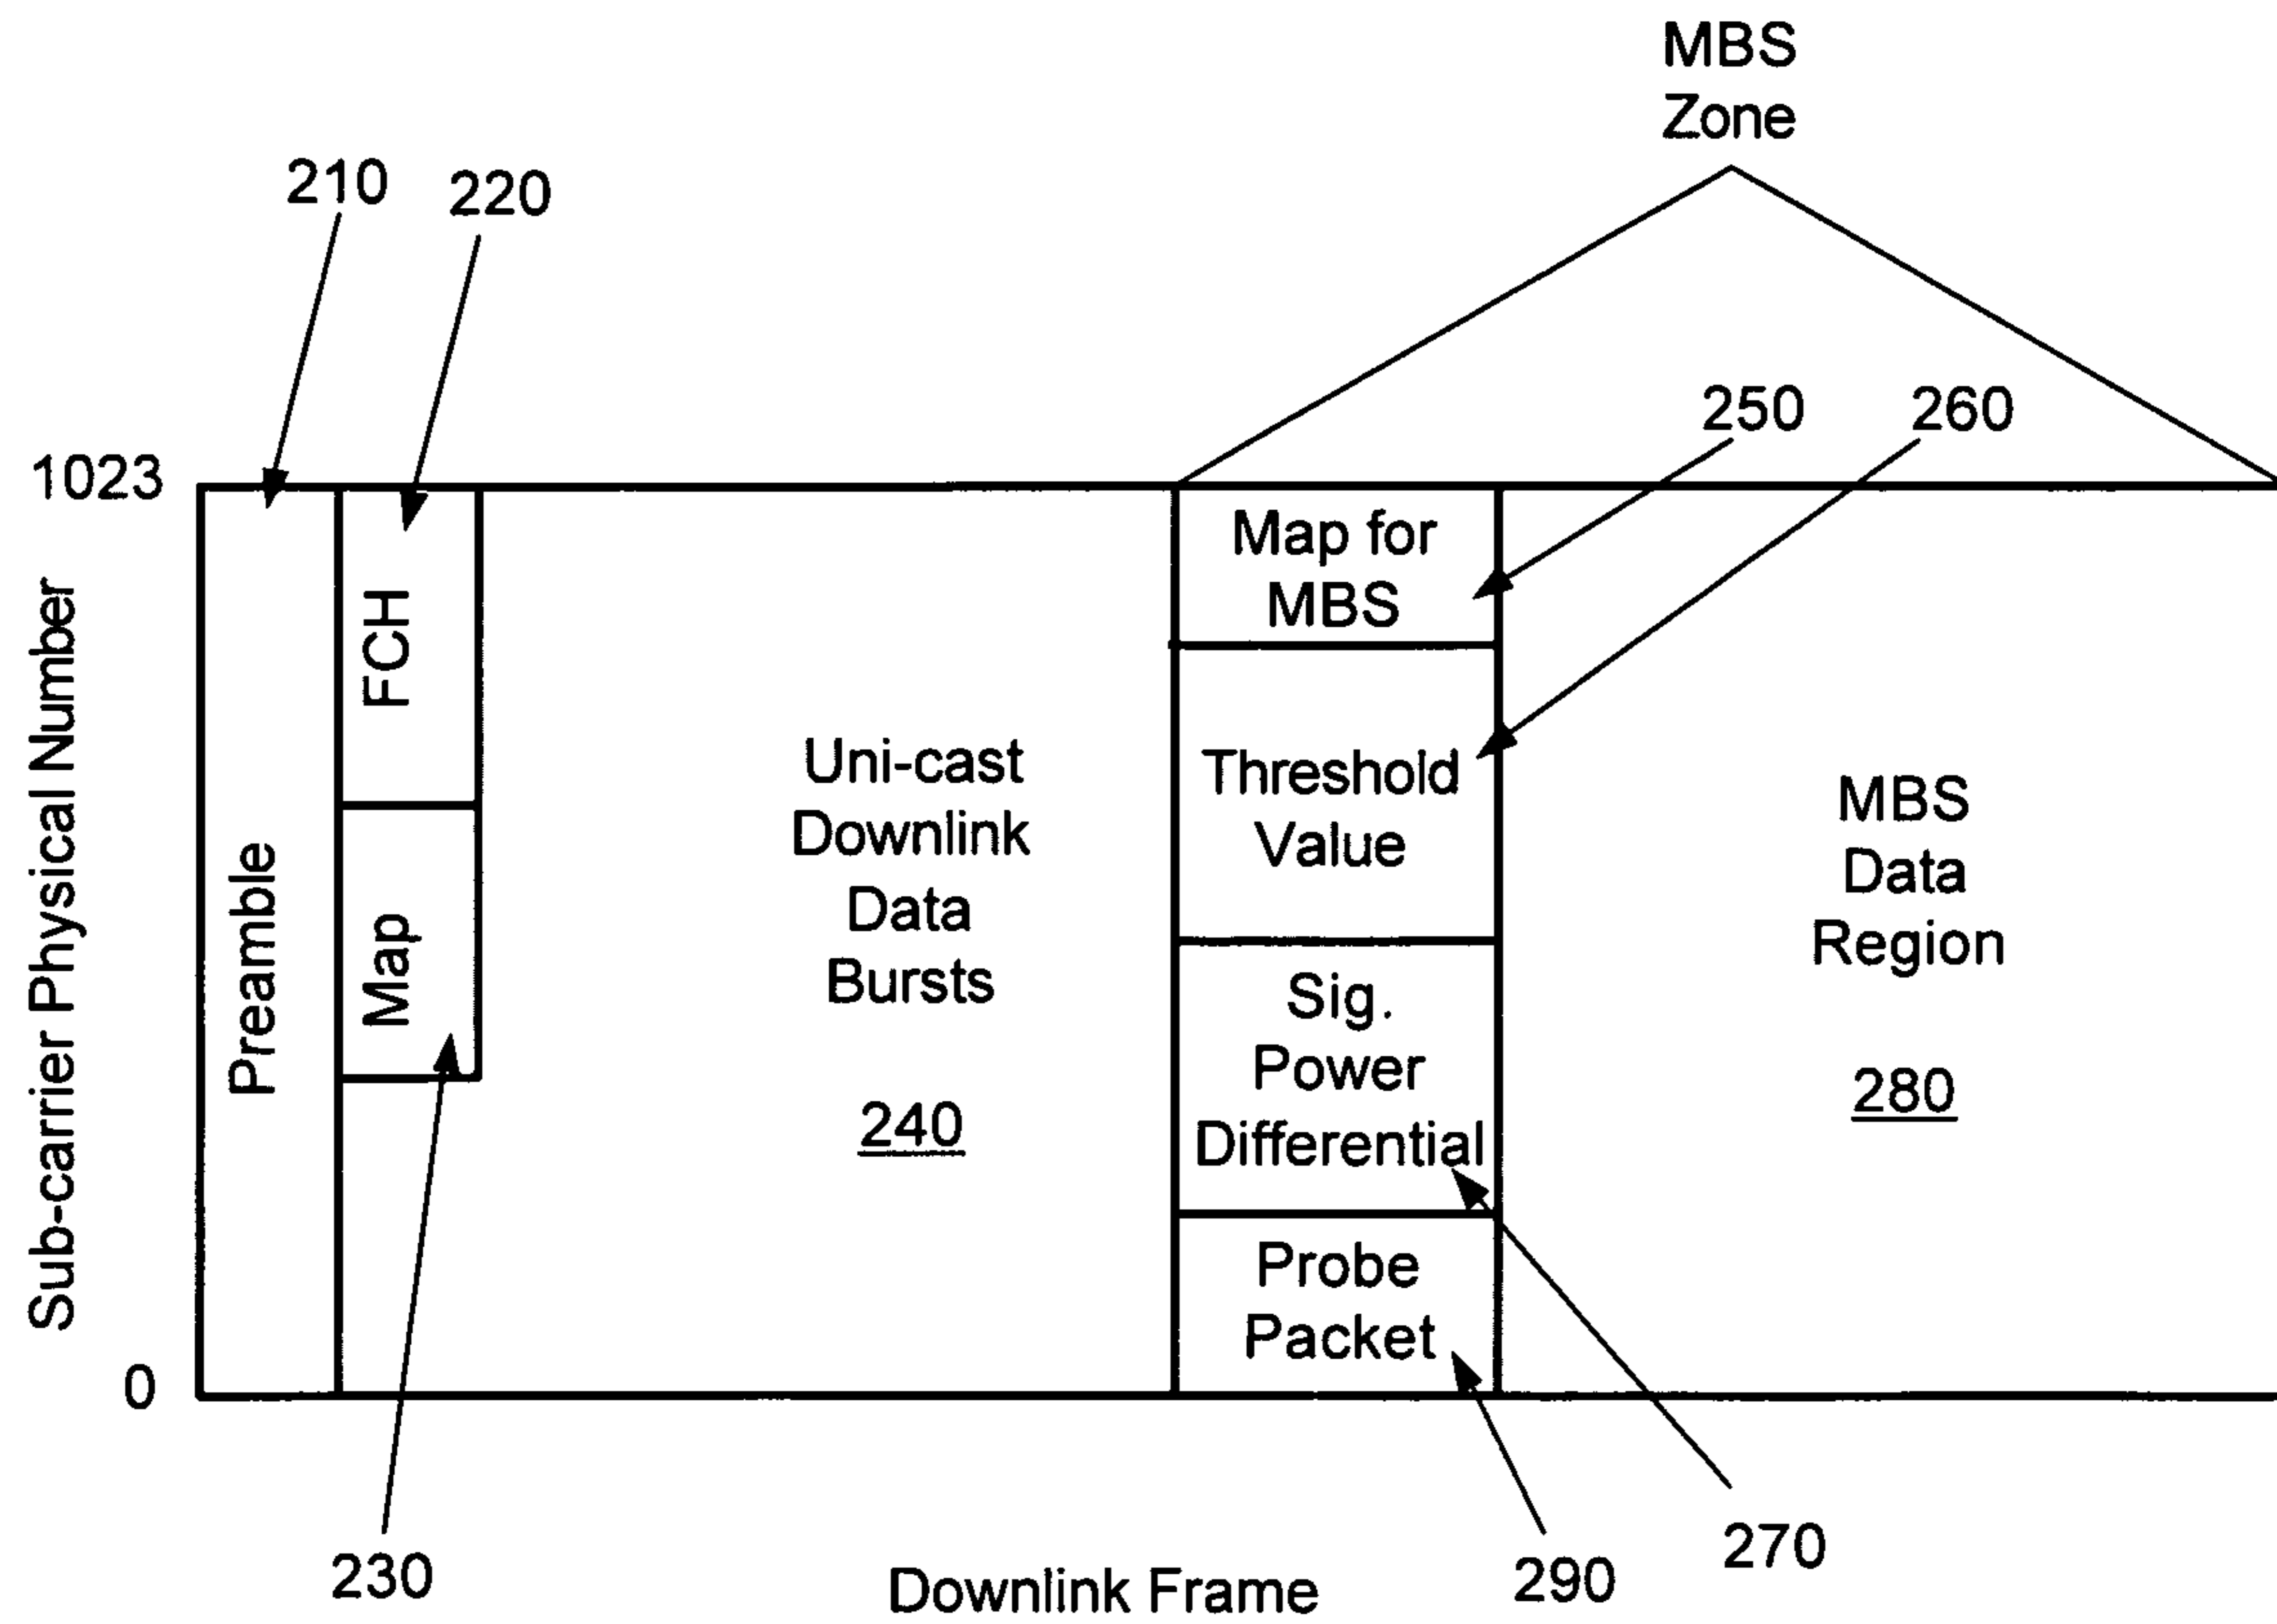 MBS
Zone
210
220
250
260
1023
Sub-carrier Physical Number
0
Preamble
FCH
Map
230
Uni-cast
Downlink
Data
Bursts
240
Map for
MBS
Threshold
Value
Sig.
Power
Differential
Probe
Packet
MBS
Data
Region
280
270
290
Downlink Frame